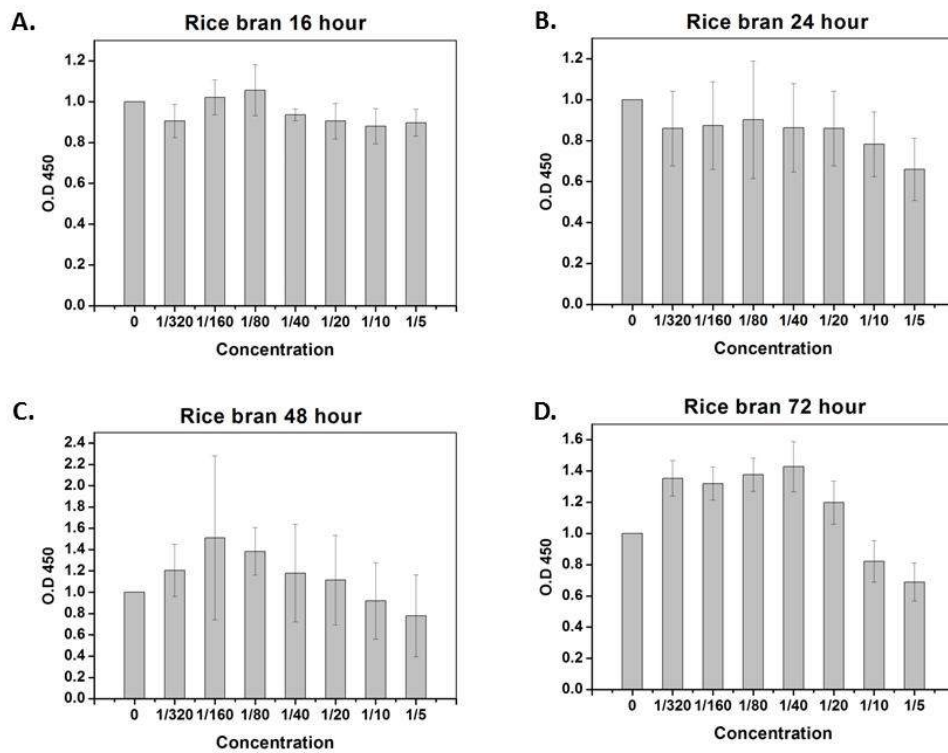 A.
Rice bran 16 hour
1.2
1.0
0.8
0.6
0.4
0.2
0.0
O.D 450
0 1/320 1/160 1/80 1/40 1/20 1/10 1/5
Concentration
B.
Rice bran 24 hour
1.2
1.0
0.8
0.6
0.4
0.2
0.0
O.D 450
0 1/320 1/160 1/80 1/40 1/20 1/10 1/5
Concentration
C.
Rice bran 48 hour
2.4
2.2
2.0
1.8
1.6
1.4
1.2
1.0
0.8
0.6
0.4
0.2
0.0
O.D 450
0 1/320 1/160 1/80 1/40 1/20 1/10 1/5
Concentration
D.
Rice bran 72 hour
1.6
1.4
1.2
1.0
0.8
0.6
0.4
0.2
0.0
O.D 450
0 1/320 1/160 1/80 1/40 1/20 1/10 1/5
Concentration